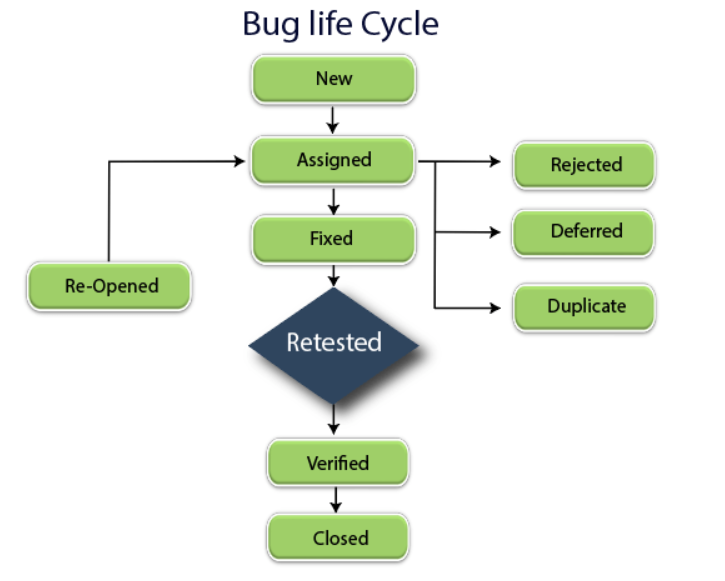 Bug life Cycle
New
Assigned
Rejected
Fixed
Deferred
Re-Opened
Duplicate
Retested
Verified
Closed